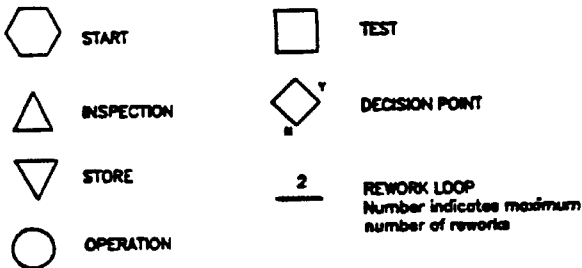 START
INSPECTION
STORE
OPERATION
TEST
Y
N
DECISION POINT
2
REWORK LOOP
Number indicates maximum
number of reworks